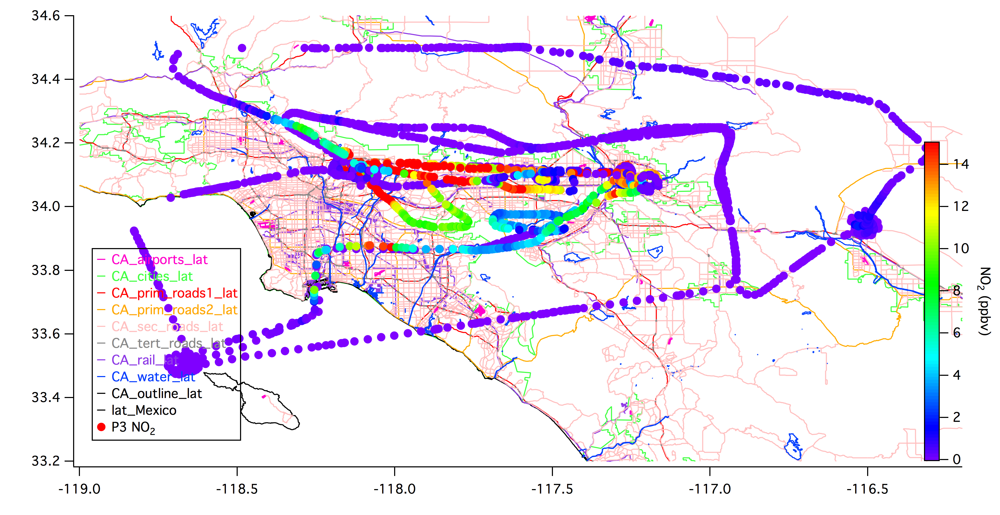 34.6
34.4
34.2
34.0
33.8
33.6
33.4
33.2
-119.0
-118.5
-118.0
-117.5
-117.0
-116.5
CA_airports_lat
CA_cities_lat
CA_prim_roads1_lat
CA_prim_roads2_lat
CA_sec_roads_lat
CA_tert_roads_lat
CA_rail_lat
CA_water_lat
CA_outline_lat
lat_Mexico
P3 NO2
14
12
10
8
6
4
2
0
NO2 (ppbv)